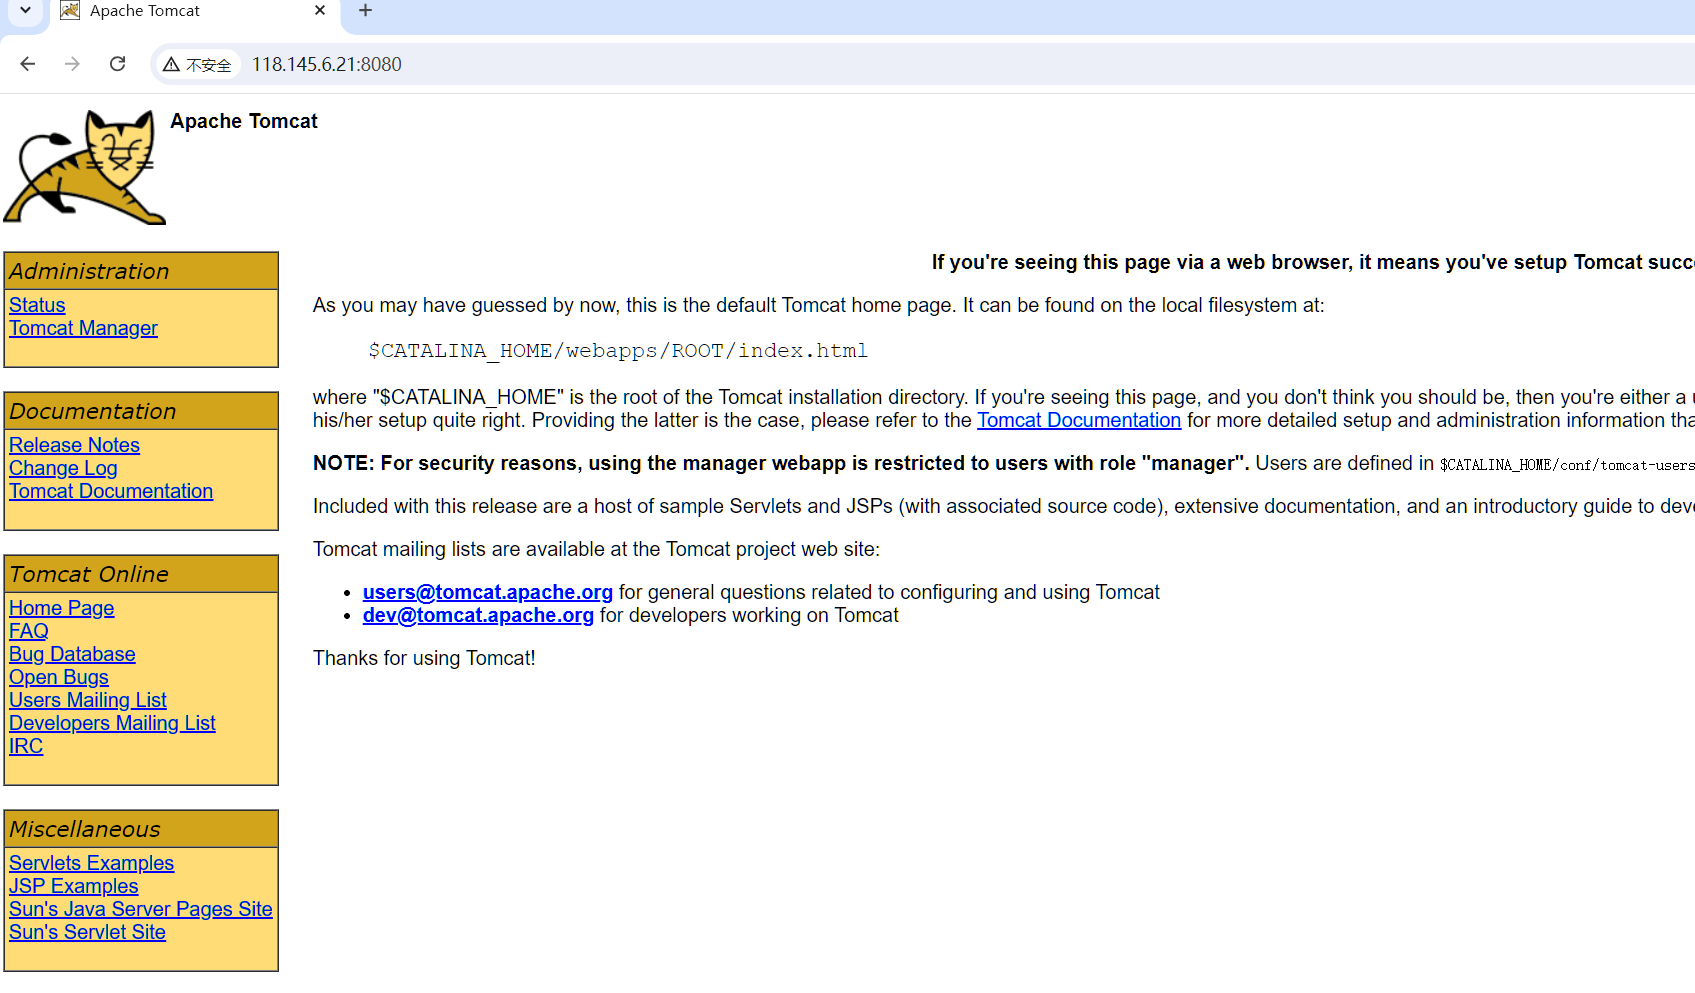 Apache Tomcat
不安全
118.145.6.21:8080
Apache Tomcat
Administration
Status
Tomcat Manager
Documentation
Release Notes
Change Log
Tomcat Documentation
Tomcat Online
Home Page
FAQ
Bug Database
Open Bugs
Users Mailing List
Developers Mailing List
IRC
Miscellaneous
Servlets Examples
JSP Examples
Sun's Java Server Pages Site
Sun's Servlet Site
If you're seeing this page via a web browser, it means you've setup Tomcat succ
As you may have guessed by now, this is the default Tomcat home page. It can be found on the local filesystem at:
$CATALINA_HOME/webapps/ROOT/index.html
where "$CATALINA_HOME" is the root of the Tomcat installation directory. If you're seeing this page, and you don't think you should be, then you're either a
his/her setup quite right. Providing the latter is the case, please refer to the Tomcat Documentation for more detailed setup and administration information tha
NOTE: For security reasons, using the manager webapp is restricted to users with role "manager". Users are defined in $CATALINA_HOME/conf/tomcat-users
Included with this release are a host of sample Servlets and JSPs (with associated source code), extensive documentation, and an introductory guide to deve
Tomcat mailing lists are available at the Tomcat project web site:
users@tomcat.apache.org for general questions related to configuring and using Tomcat
dev@tomcat.apache.org for developers working on Tomcat
Thanks for using Tomcat!